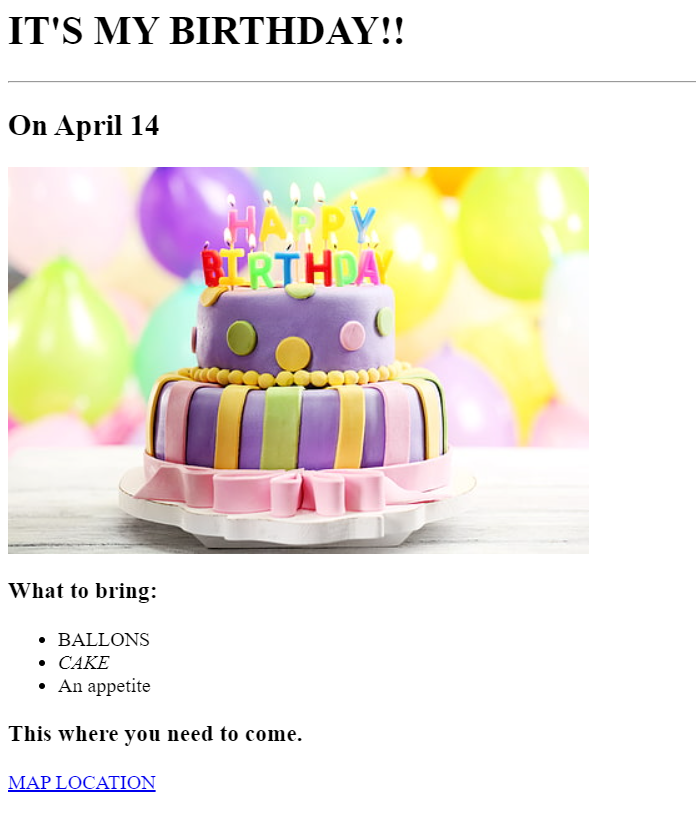 IT'S MY BIRTHDAY!!
On April 14
HAPPY
BIRTHDAY
What to bring:
BALLONS
CAKE
An appetite
This where you need to come.
MAP LOCATION